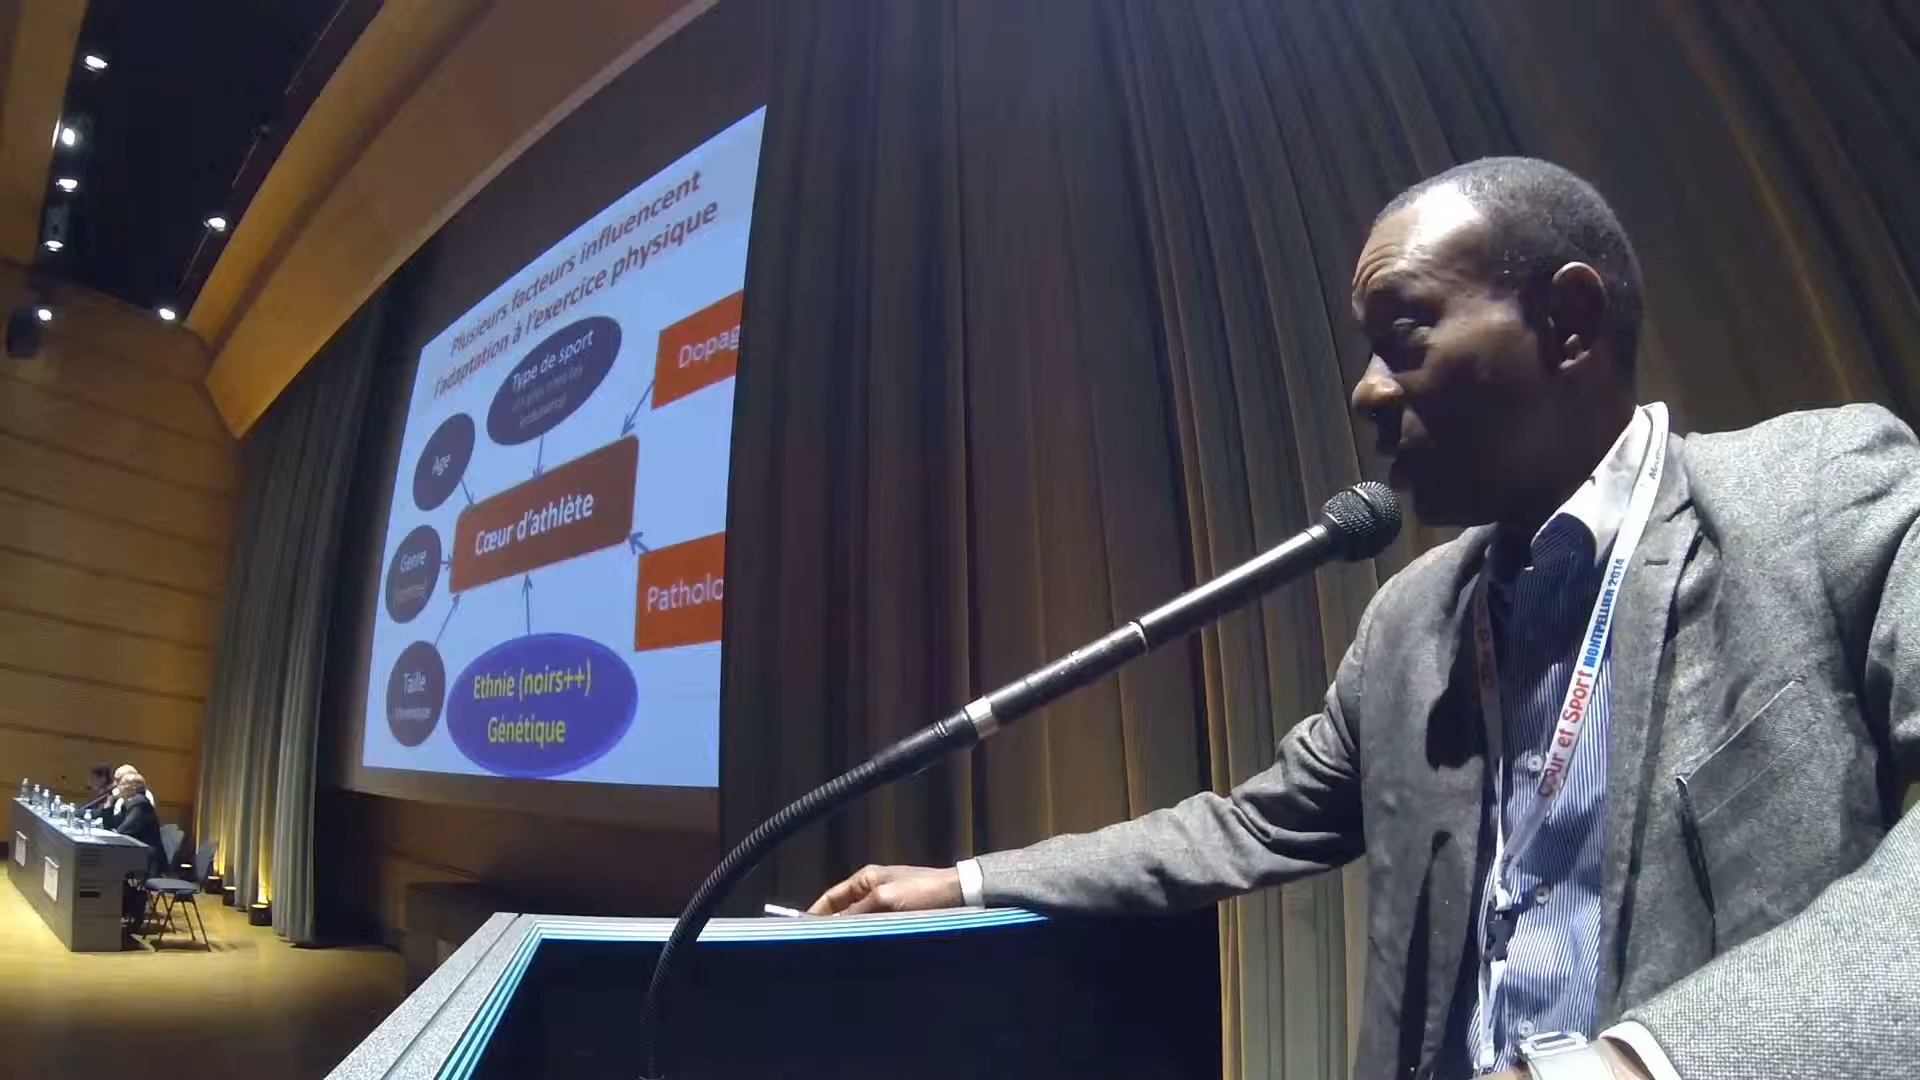 Plusieurs facteurs influencent
l'adaptation à l'exercice physique
Type de sport
Dopag
Age
Cœur d'athlète
Genre
Patholo
Taille
Ethnie (noirs++)
Génétique
Cœur et Sport MONTPELLIER 2014